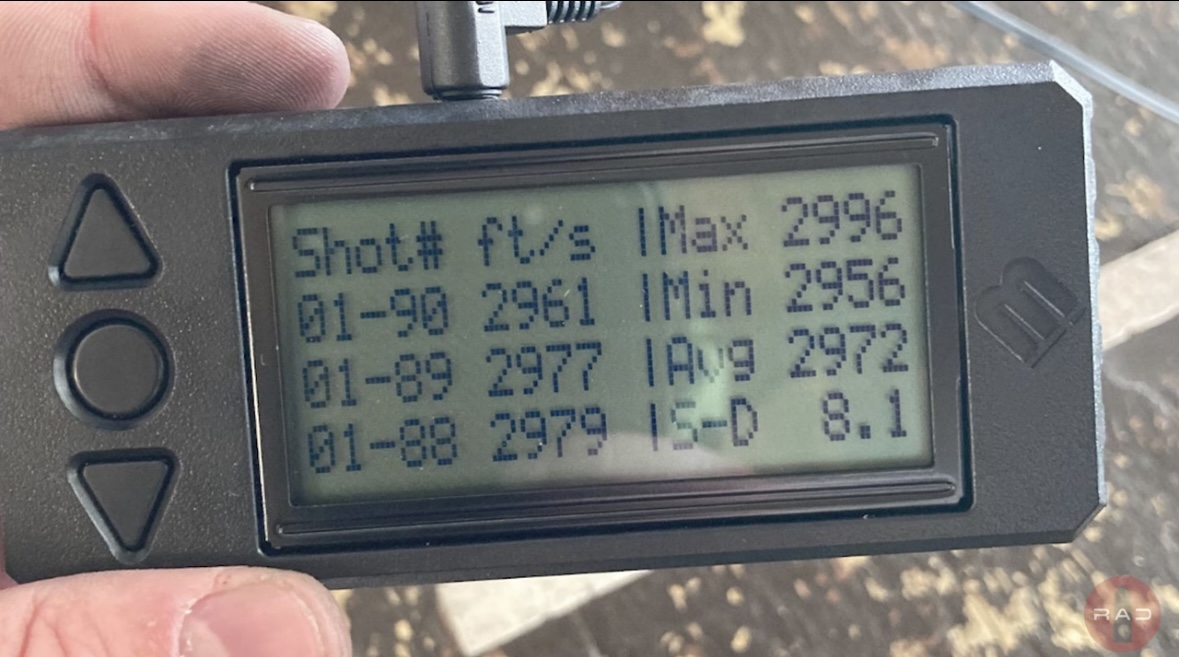 Shot# ft/s |Max 2996
01-90 2961 |Min 2956
01-89 2977 |Avg 2972
01-88 2979 |S-D 8.1
RAD